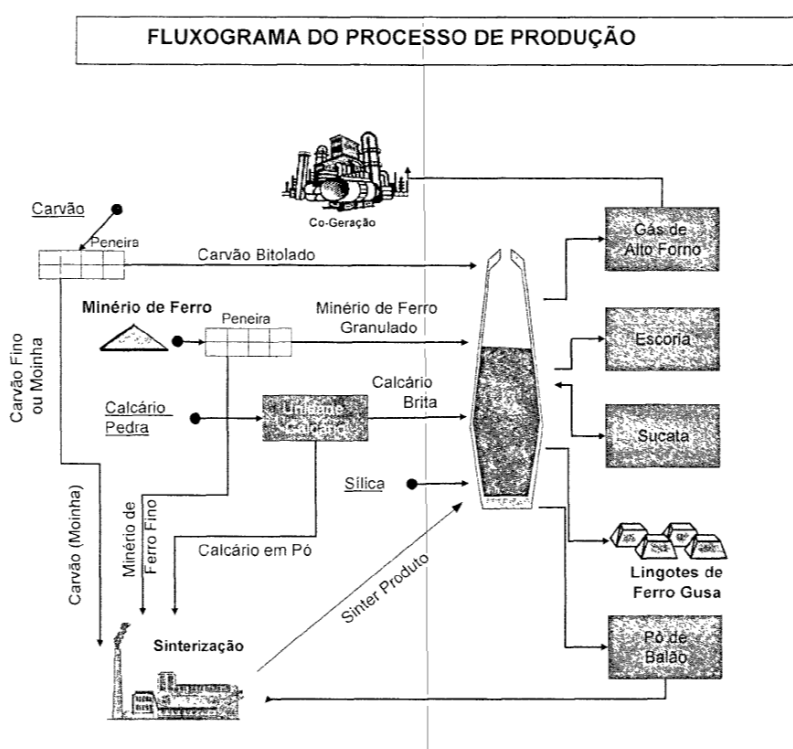 FLUXOGRAMA DO PROCESSO DE PRODUÇÃO
Co-Geração
Carvão
Peneira
Carvão Bitolado
Gás de
Alto Forno
Minério de Ferro
Peneira
Minério de Ferro
Granulado
Escoria
Carvão Fino
ou Moinha
Calcário
Pedra
Calcário
Brita
Sucata
Sílica
Carvão (Moinha)
Minério de
Ferro Fino
Calcário em Pó
Sinter Produto
Lingotes de
Ferro Gusa
Sinterização
Pó de
Balão